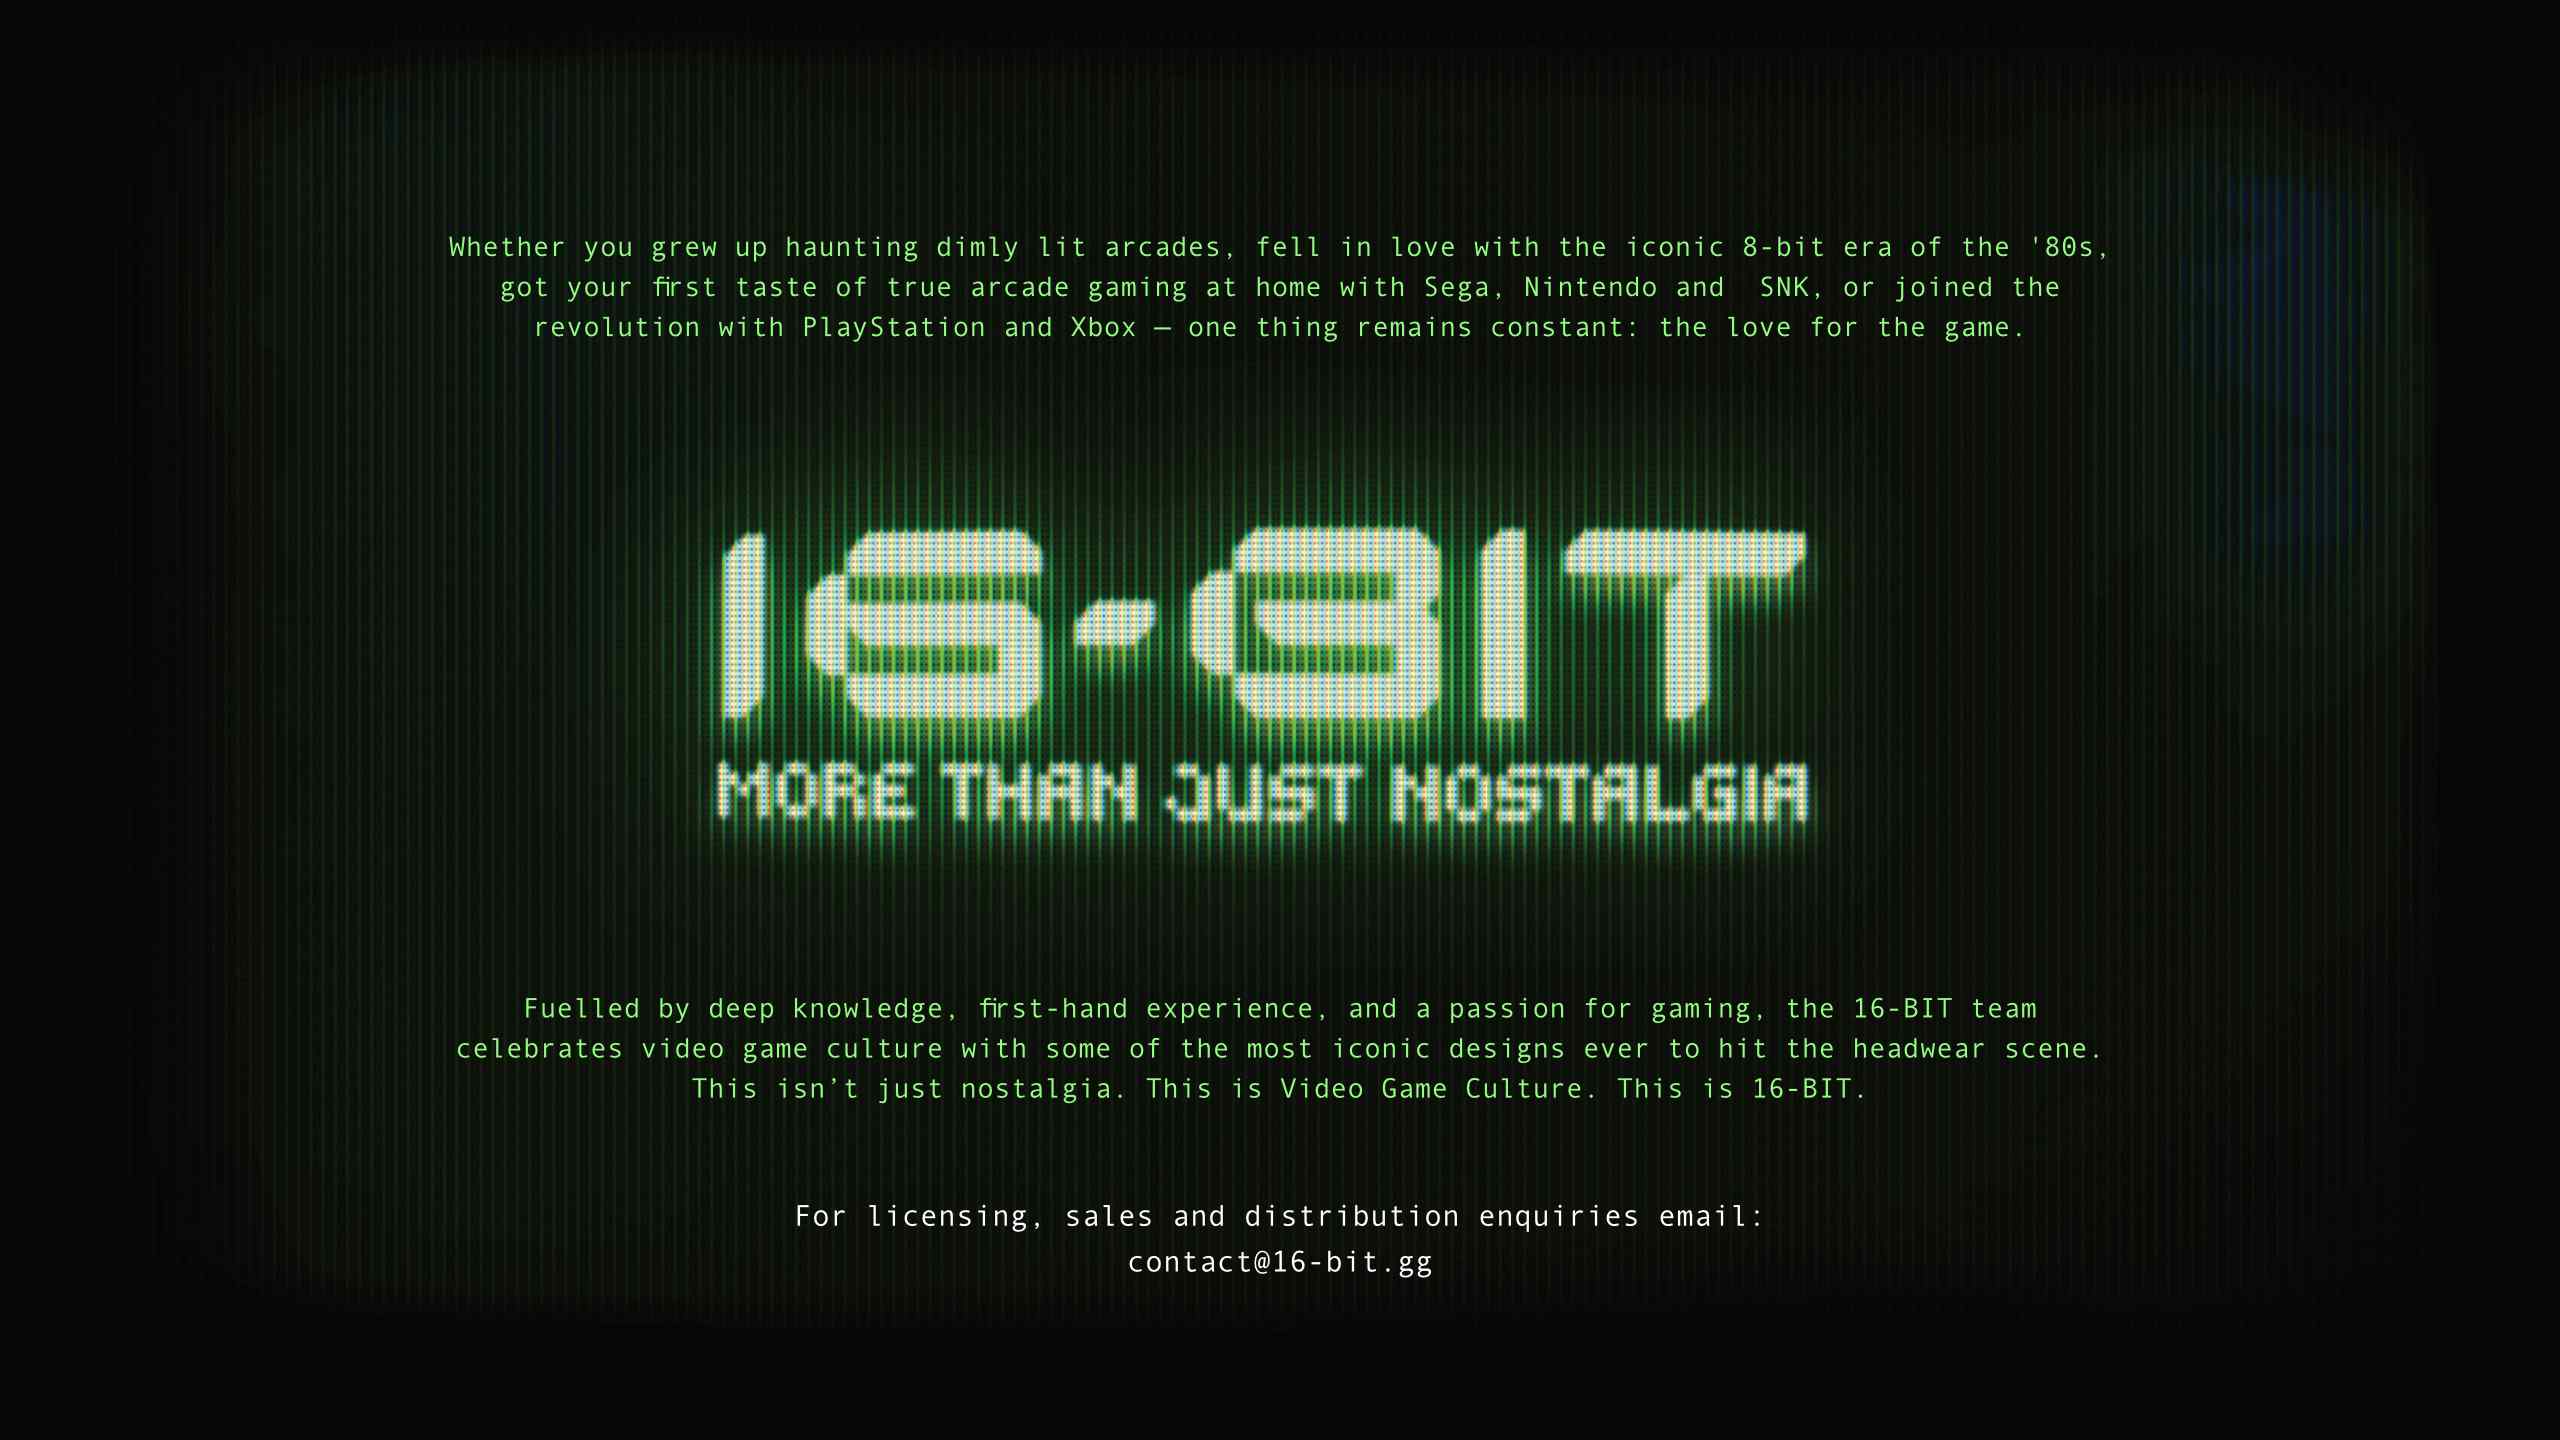 Whether you grew up haunting dimly lit arcades, fell in love with the iconic 8-bit era of the '80s,
got your first taste of true arcade gaming at home with Sega, Nintendo and  SNK, or joined the
revolution with PlayStation and Xbox — one thing remains constant: the love for the game.
16-BIT
MORE THAN JUST NOSTALGIA
Fuelled by deep knowledge, first-hand experience, and a passion for gaming, the 16-BIT team
celebrates video game culture with some of the most iconic designs ever to hit the headwear scene.
This isn’t just nostalgia. This is Video Game Culture. This is 16-BIT.
For licensing, sales and distribution enquiries email:
contact@16-bit.gg